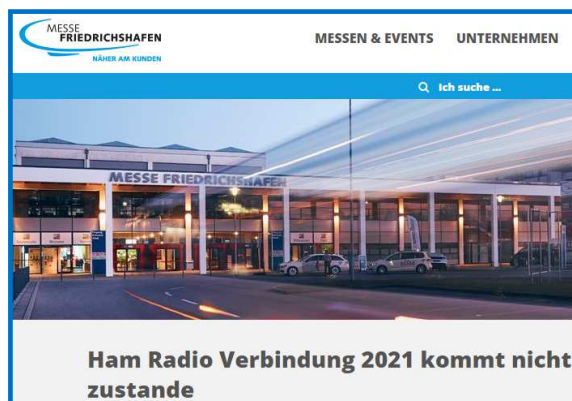 MESSE
FRIEDRICHSHAFEN
NÄHER AM KUNDEN
MESSEN & EVENTS UNTERNEHMEN
Ich suche ...
MESSE FRIEDRICHSHAFEN
Ham Radio Verbindung 2021 kommt nicht
zustande